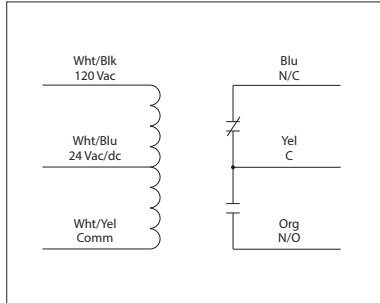 Wht/Blk
120 Vac
Wht/Blu
24 Vac/dc
Wht/Yel
Comm
Blu
N/C
Yel
C
Org
N/O